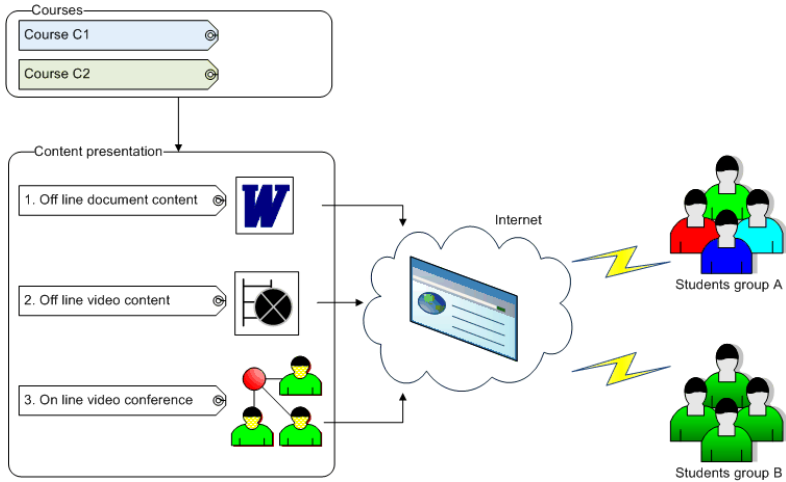 Courses
Course C1
Course C2
Content presentation
1. Off line document content
W
2. Off line video content
3. On line video conference
Internet
Students group A
Students group B